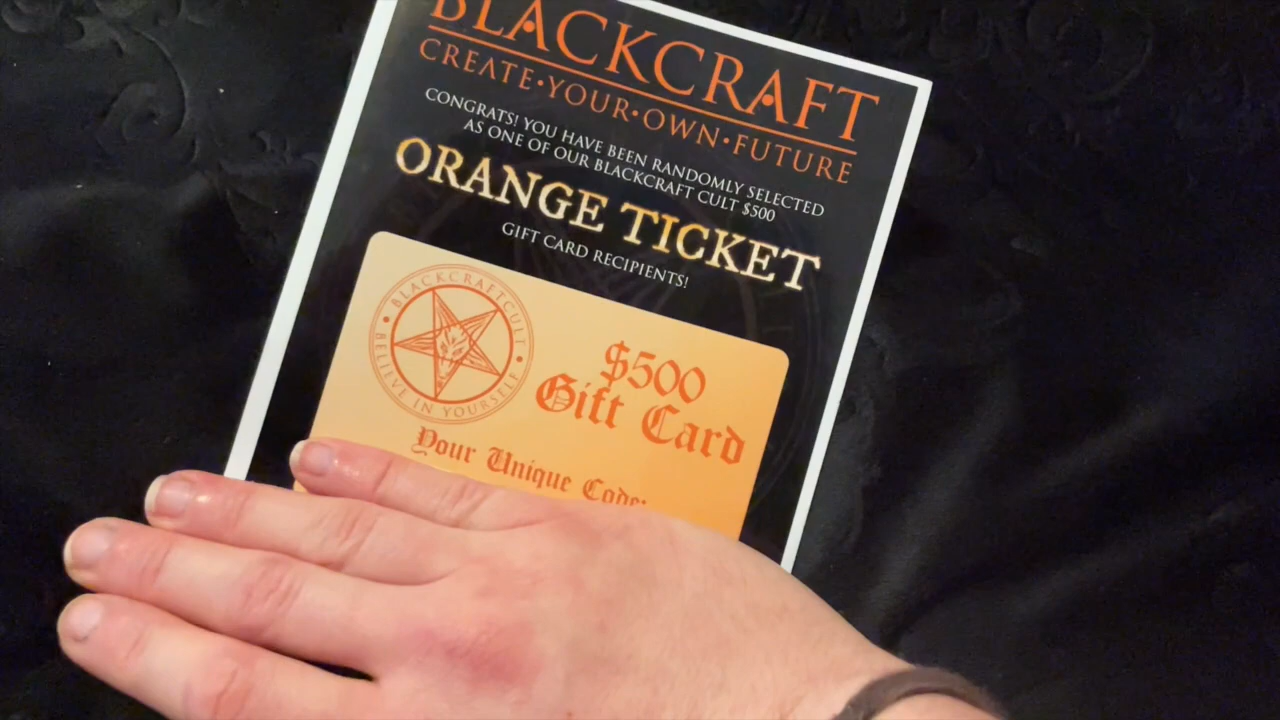 BLACKCRAFT
CREATE•YOUR•OWN•FUTURE
CONGRATS! YOU HAVE BEEN RANDOMLY SELECTED
AS ONE OF OUR BLACKCRAFT CULT $500
ORANGE TICKET
GIFT CARD RECIPIENTS!
BLACKCRAFTCULT
• BELIEVE IN YOURSELF •
$500
Gift Card
Your Unique Code: